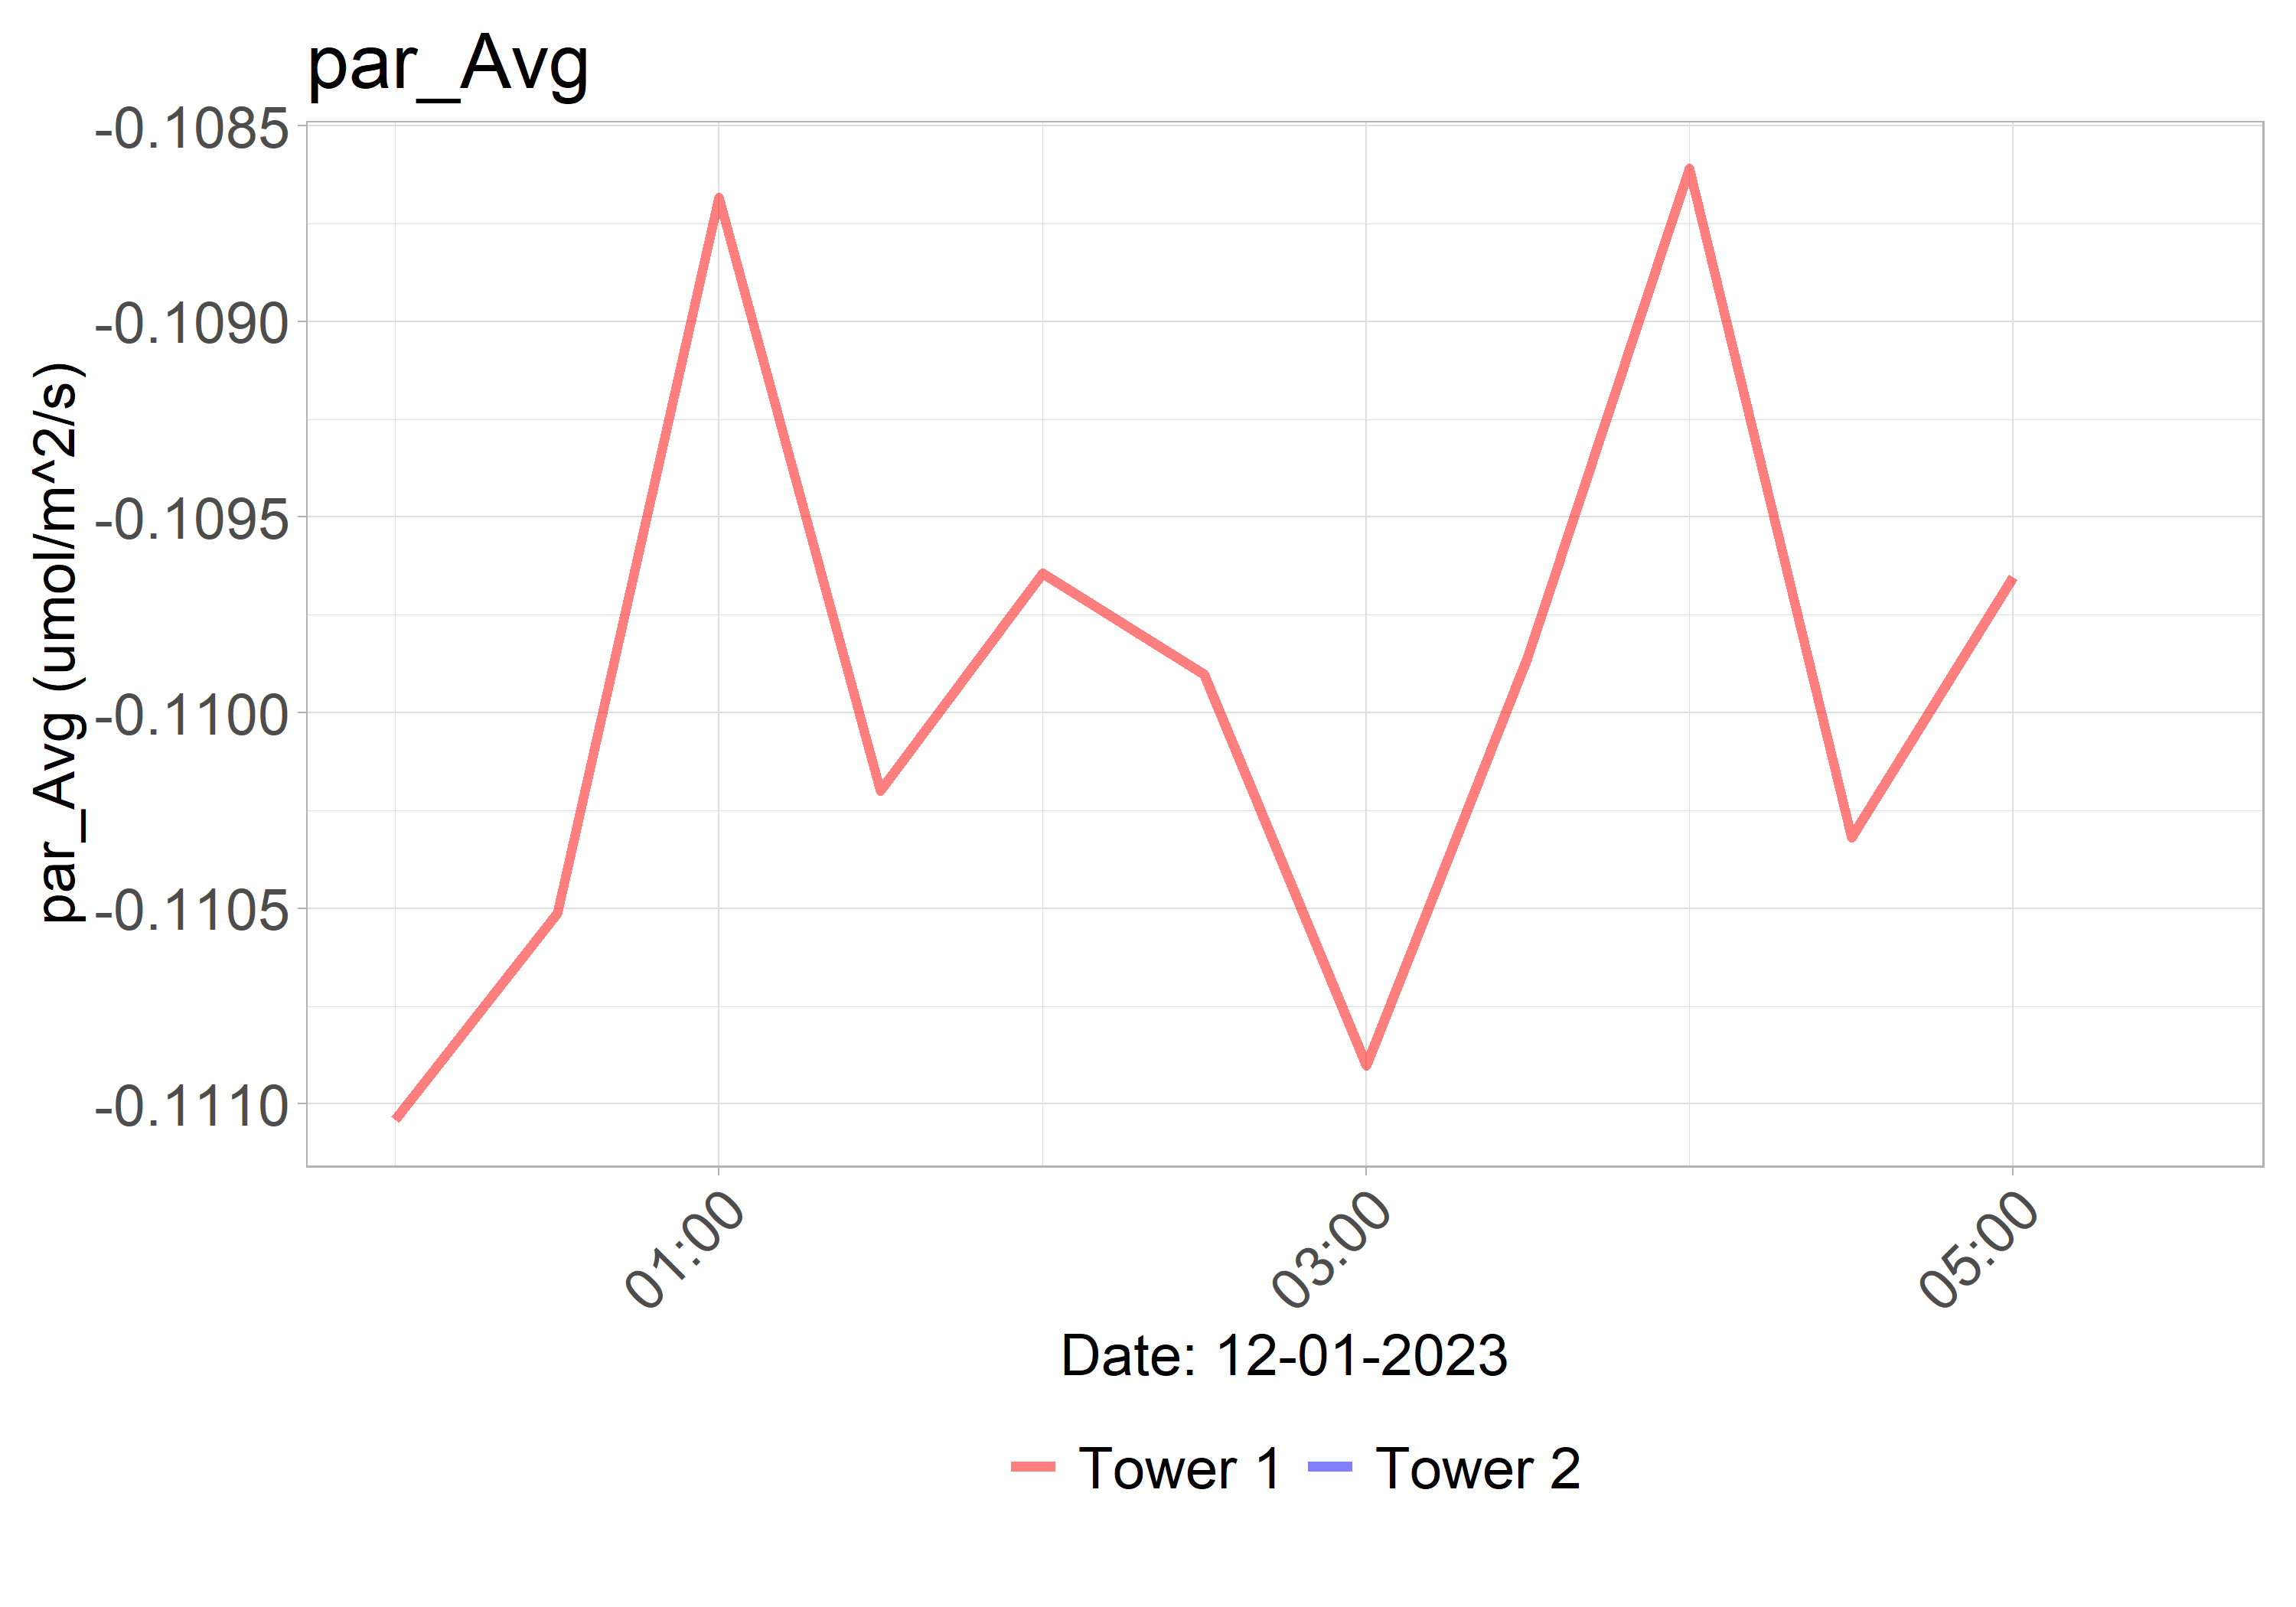 par_Avg
-0.1085
-0.1090
-0.1095
-0.1100
-0.1105
-0.1110
par_Avg (umol/m^2/s)
01:00
03:00
05:00
Date: 12-01-2023
Tower 1
Tower 2